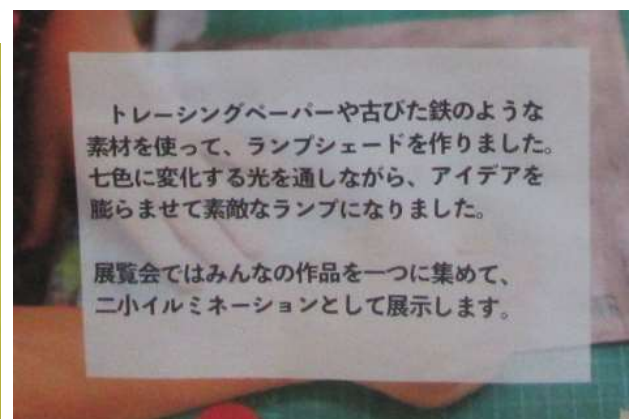 トレーシングペーパーや古びた鉄のような
素材を使って、ランプシェードを作りました。
七色に変化する光を通しながら、アイデアを
膨らませて素敵なランプになりました。
展覧会ではみんなの作品を一つに集めて、
二小イルミネーションとして展示します。